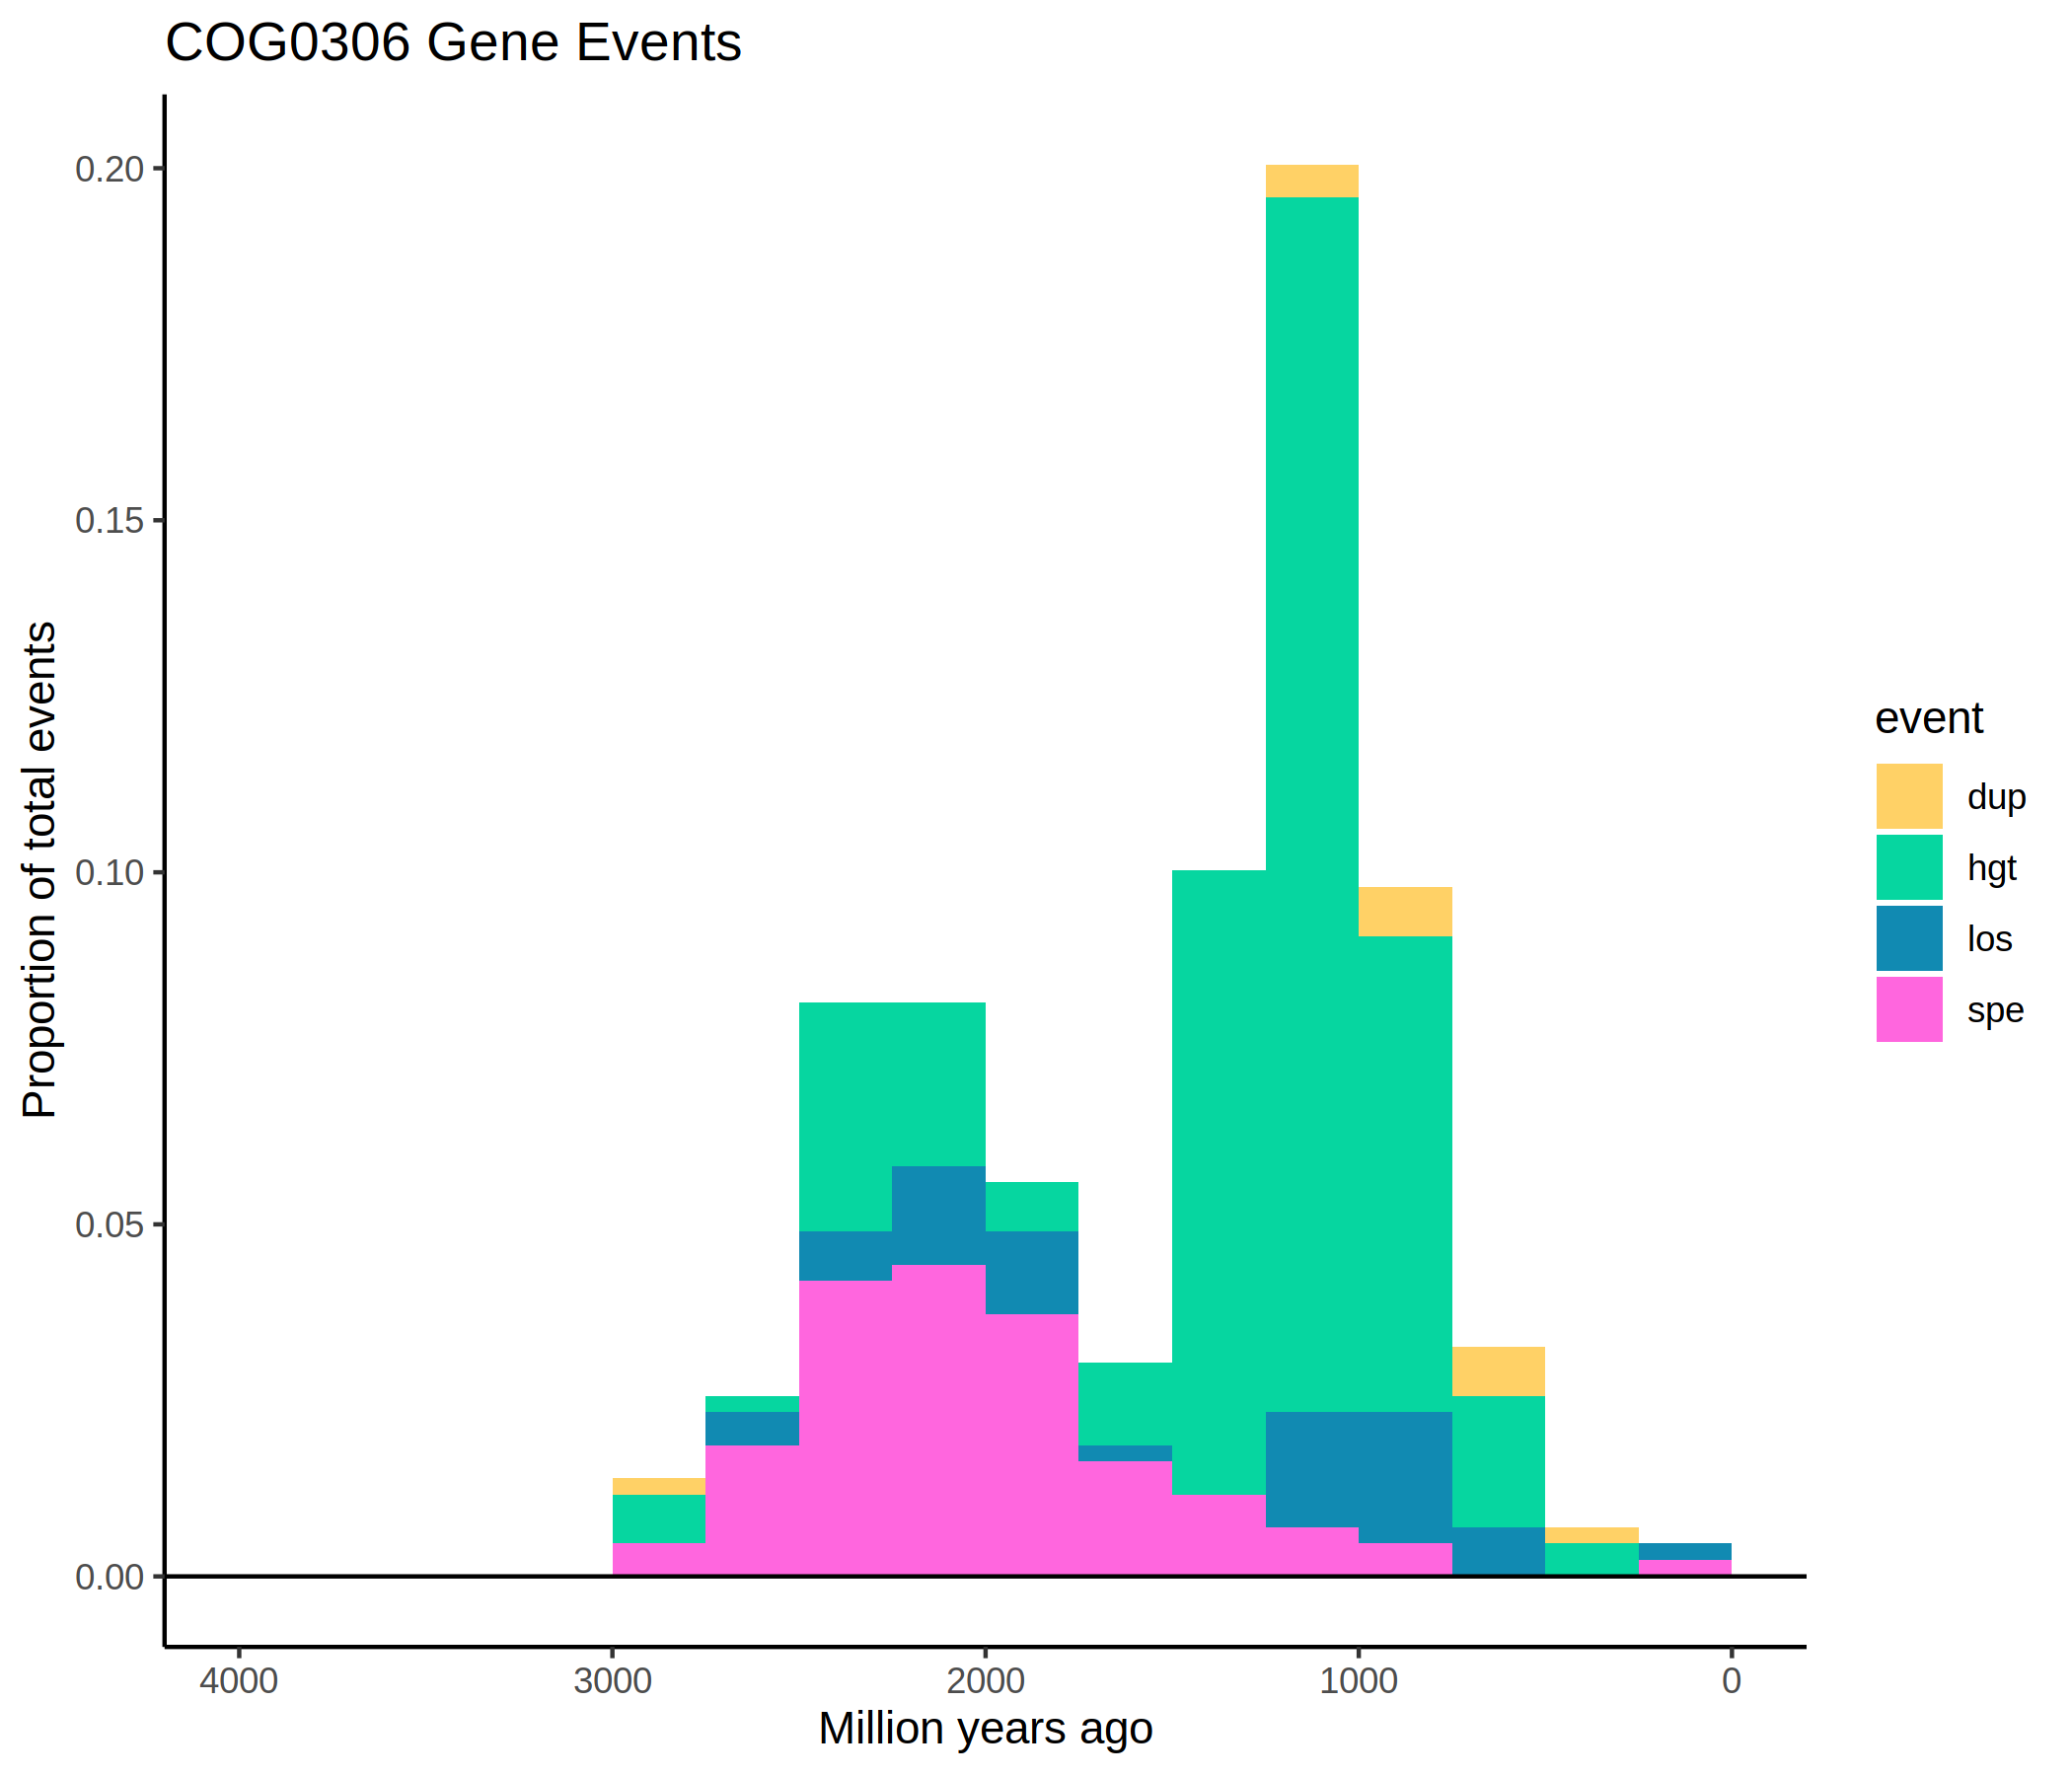 COG0306 Gene Events
Proportion of total events
0.20
0.15
0.10
0.05
0.00
4000 3000 2000 1000 0
Million years ago
event
dup
hgt
los
spe